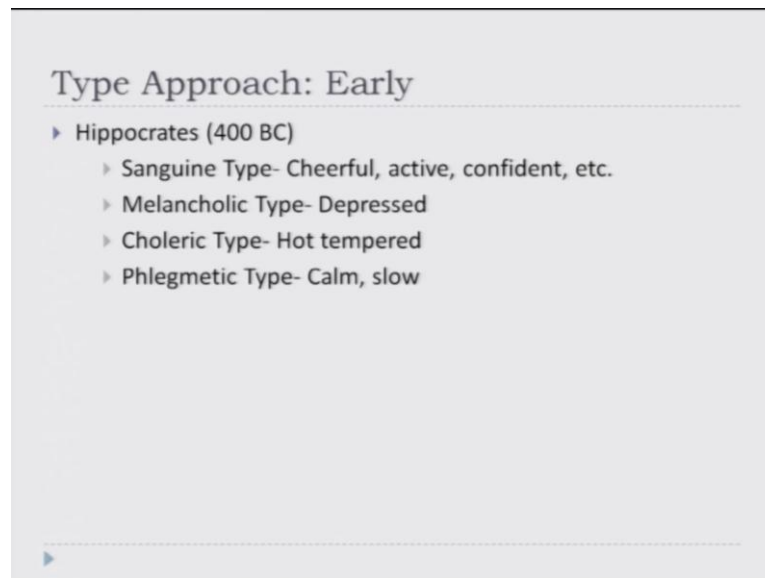 Type Approach: Early
Hippocrates (400 BC)
Sanguine Type- Cheerful, active, confident, etc.
Melancholic Type- Depressed
Choleric Type- Hot tempered
Phlegmetic Type- Calm, slow